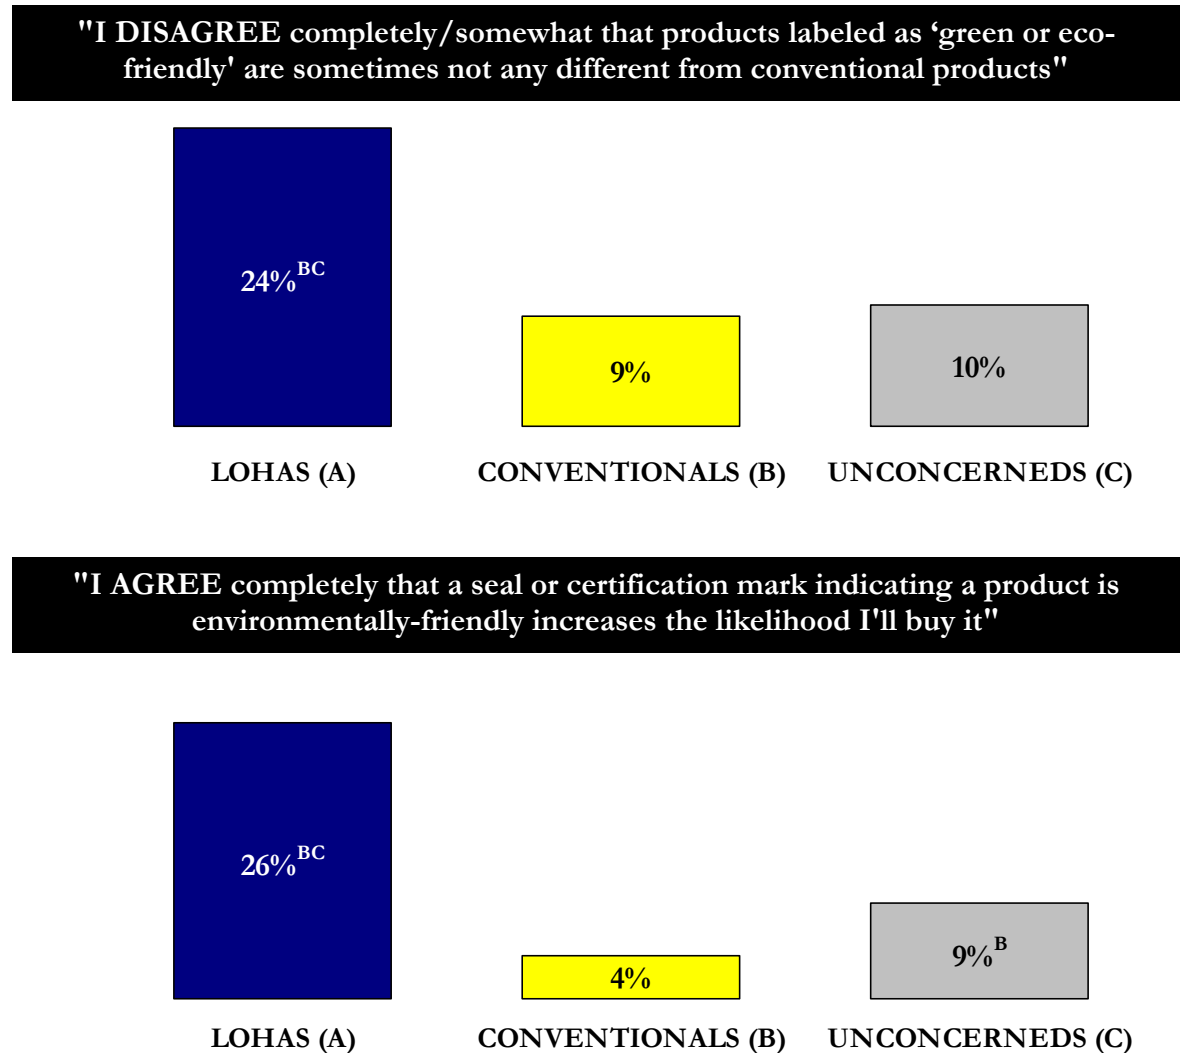 "I DISAGREE completely/somewhat that products labeled as ‘green or eco-
friendly' are sometimes not any different from conventional products"
24%BC
9%
10%
LOHAS (A)
CONVENTIONALS (B)
UNCONCERNEDS (C)
"I AGREE completely that a seal or certification mark indicating a product is
environmentally-friendly increases the likelihood I'll buy it"
26%BC
4%
9%B
LOHAS (A)
CONVENTIONALS (B)
UNCONCERNEDS (C)